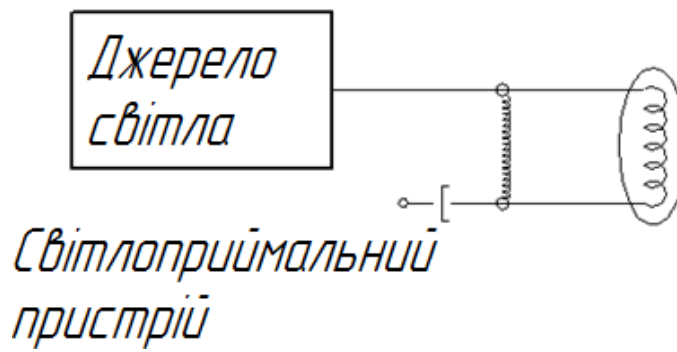 Джерело
світла
Світлоприймальний
пристрій